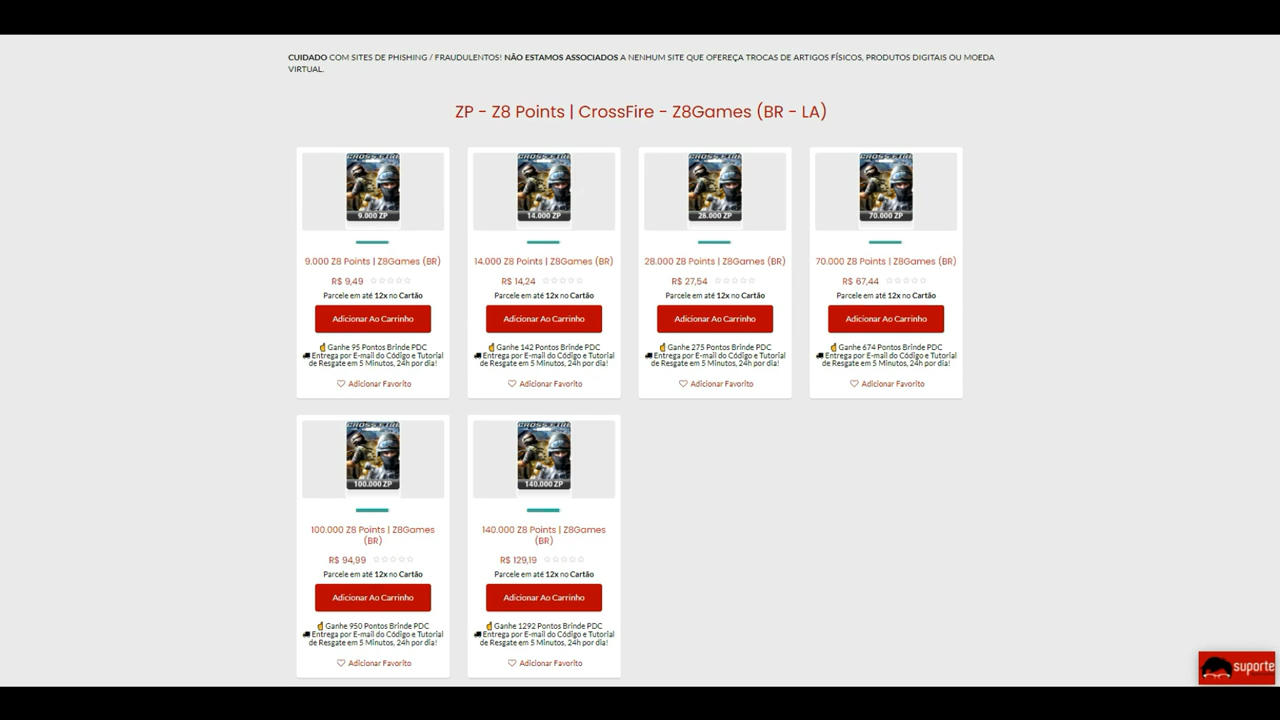 CUIDADO COM SITES DE PHISHING / FRAUDULENTOS! NÃO ESTAMOS ASSOCIADOS A NENHUM SITE QUE OFEREÇA TROCAS DE ARTIGOS FÍSICOS, PRODUTOS DIGITAIS OU MOEDA
VIRTUAL.
ZP - Z8 Points | CrossFire - Z8Games (BR - LA)
CROSS FIRE
9.000 ZP
9.000 Z8 Points | Z8Games (BR)
R$ 9,49
Parcele em até 12x no Cartão
Adicionar Ao Carrinho
Ganhe 95 Pontos Brinde PDC
Entrega por E-mail do Código e Tutorial
de Resgate em 5 Minutos, 24h por dia!
Adicionar Favorito
CROSS FIRE
14.000 ZP
14.000 Z8 Points | Z8Games (BR)
R$ 14,24
Parcele em até 12x no Cartão
Adicionar Ao Carrinho
Ganhe 142 Pontos Brinde PDC
Entrega por E-mail do Código e Tutorial
de Resgate em 5 Minutos, 24h por dia!
Adicionar Favorito
CROSS FIRE
28.000 ZP
28.000 Z8 Points | Z8Games (BR)
R$ 27,54
Parcele em até 12x no Cartão
Adicionar Ao Carrinho
Ganhe 275 Pontos Brinde PDC
Entrega por E-mail do Código e Tutorial
de Resgate em 5 Minutos, 24h por dia!
Adicionar Favorito
CROSS FIRE
70.000 ZP
70.000 Z8 Points | Z8Games (BR)
R$ 67,44
Parcele em até 12x no Cartão
Adicionar Ao Carrinho
Ganhe 674 Pontos Brinde PDC
Entrega por E-mail do Código e Tutorial
de Resgate em 5 Minutos, 24h por dia!
Adicionar Favorito
CROSS FIRE
100.000 ZP
100.000 Z8 Points | Z8Games
(BR)
R$ 94,99
Parcele em até 12x no Cartão
Adicionar Ao Carrinho
Ganhe 950 Pontos Brinde PDC
Entrega por E-mail do Código e Tutorial
de Resgate em 5 Minutos, 24h por dia!
Adicionar Favorito
CROSS FIRE
140.000 ZP
140.000 Z8 Points | Z8Games
(BR)
R$ 129,19
Parcele em até 12x no Cartão
Adicionar Ao Carrinho
Ganhe 1292 Pontos Brinde PDC
Entrega por E-mail do Código e Tutorial
de Resgate em 5 Minutos, 24h por dia!
Adicionar Favorito
suporte